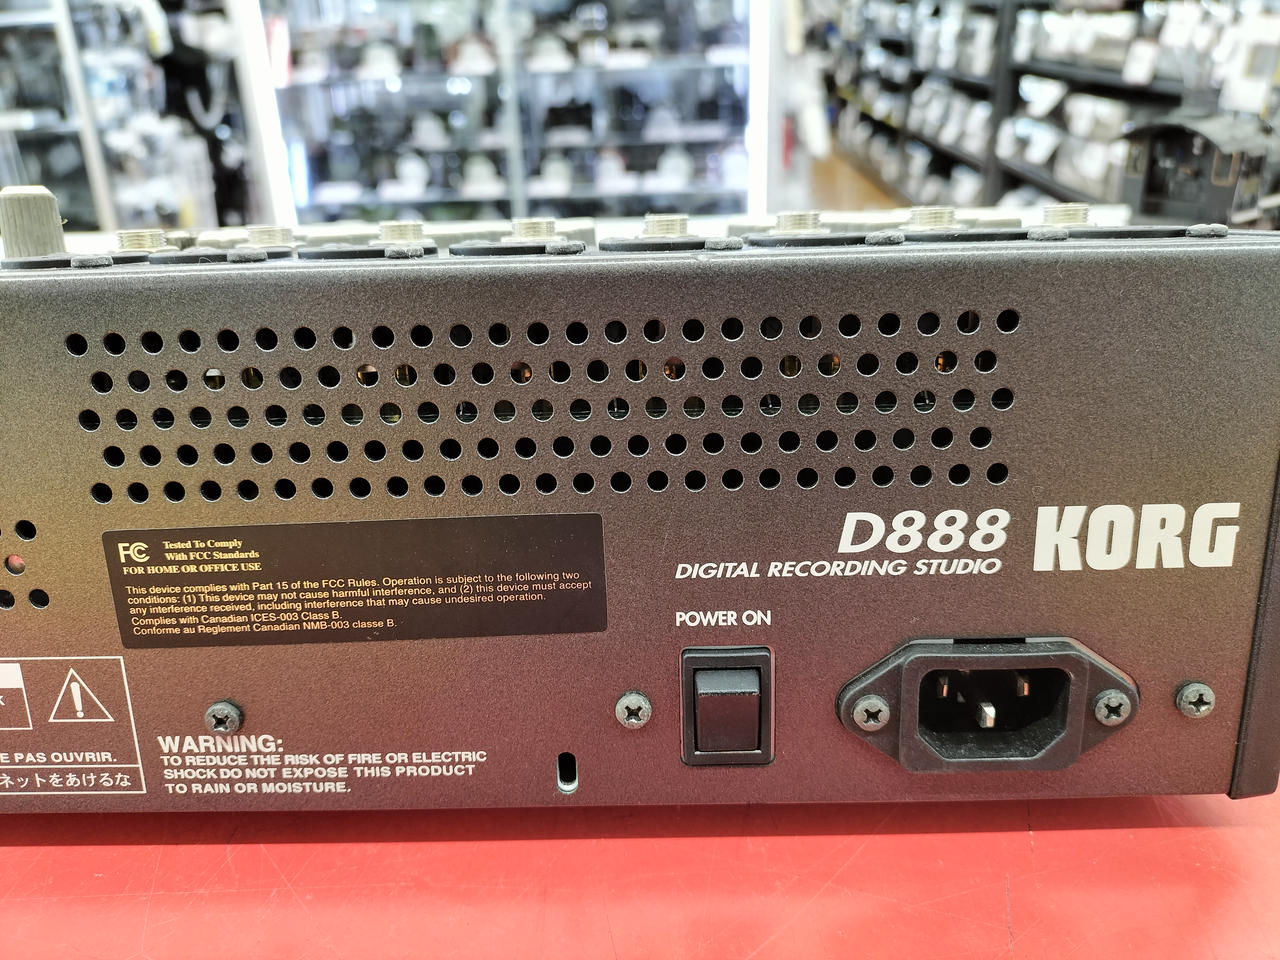 D888 KORG
DIGITAL RECORDING STUDIO
FC Tested To Comply
With FCC Standards
FOR HOME OR OFFICE USE
This device complies with Part 15 of the FCC Rules. Operation is subject to the following two
conditions: (1) This device may not cause harmful interference, and (2) this device must accept
any interference received, including interference that may cause undesired operation.
Complies with Canadian ICES-003 Class B.
Conforme au Reglement Canadian NMB-003 classe B.
POWER ON
K
E PAS OUVRIR.
ネットをあけるな
WARNING:
TO REDUCE THE RISK OF FIRE OR ELECTRIC
SHOCK DO NOT EXPOSE THIS PRODUCT
TO RAIN OR MOISTURE.